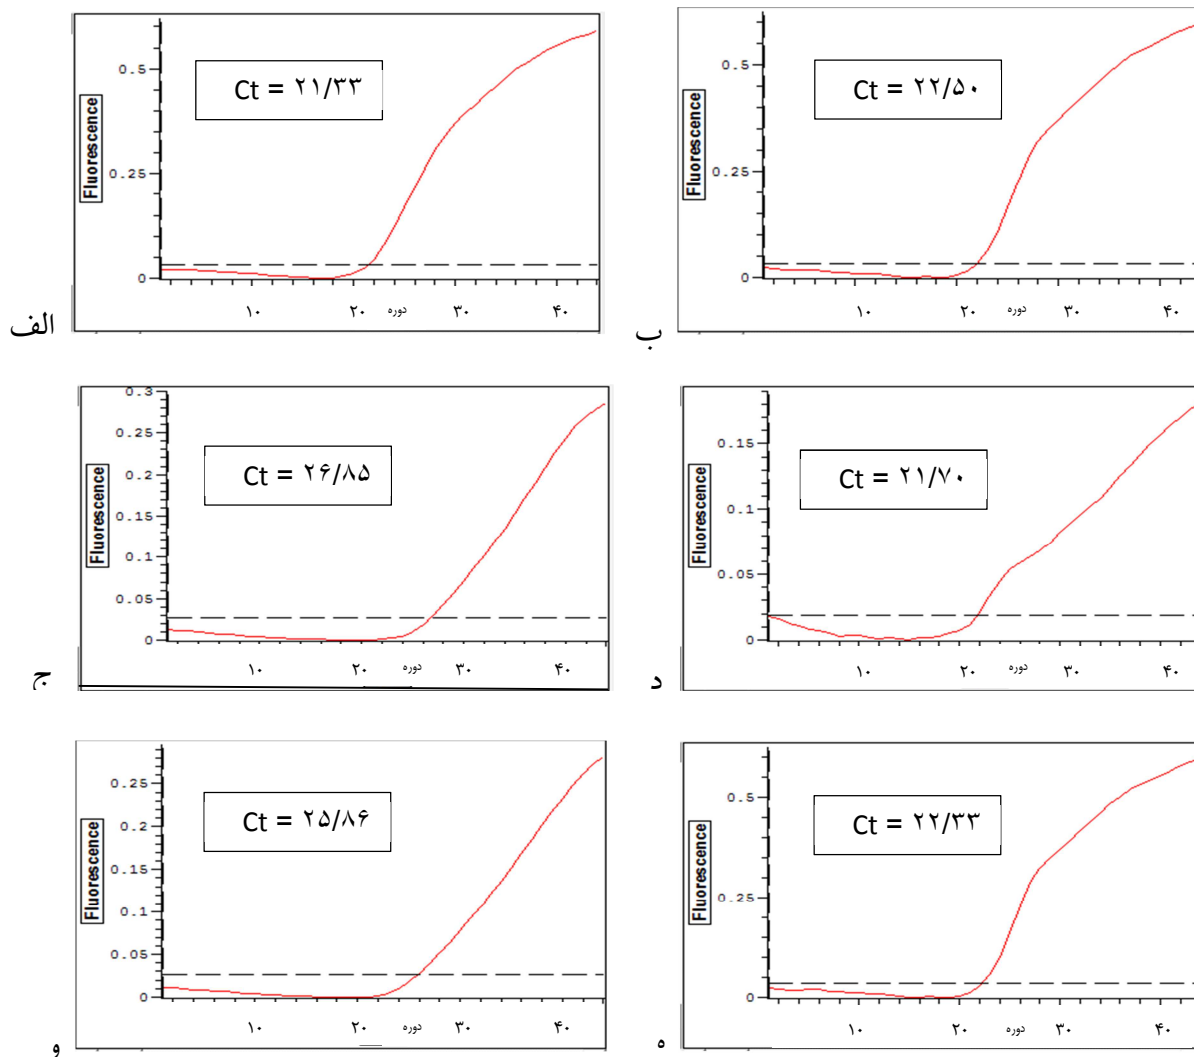 Fluorescence
0.5
0.25
0
Ct = ۲۱/۳۳
۱۰ ۲۰ دوره ۳۰ ۴۰
الف
Fluorescence
0.5
0.25
0
Ct = ۲۲/۵۰
۱۰ ۲۰ دوره ۳۰ ۴۰
ب
Fluorescence
0.3
0.25
0.2
0.15
0.1
0.05
0
Ct = ۲۶/۸۵
۱۰ ۲۰ دوره ۳۰ ۴۰
ج
Fluorescence
0.15
0.1
0.05
0
Ct = ۲۱/۷۰
۱۰ ۲۰ دوره ۳۰ ۴۰
د
Fluorescence
0.25
0.2
0.15
0.1
0.05
0
Ct = ۲۵/۸۶
۱۰ ۲۰ دوره ۳۰ ۴۰
و
Fluorescence
0.5
0.25
0
Ct = ۲۲/۳۳
۱۰ ۲۰ دوره ۳۰ ۴۰
ه